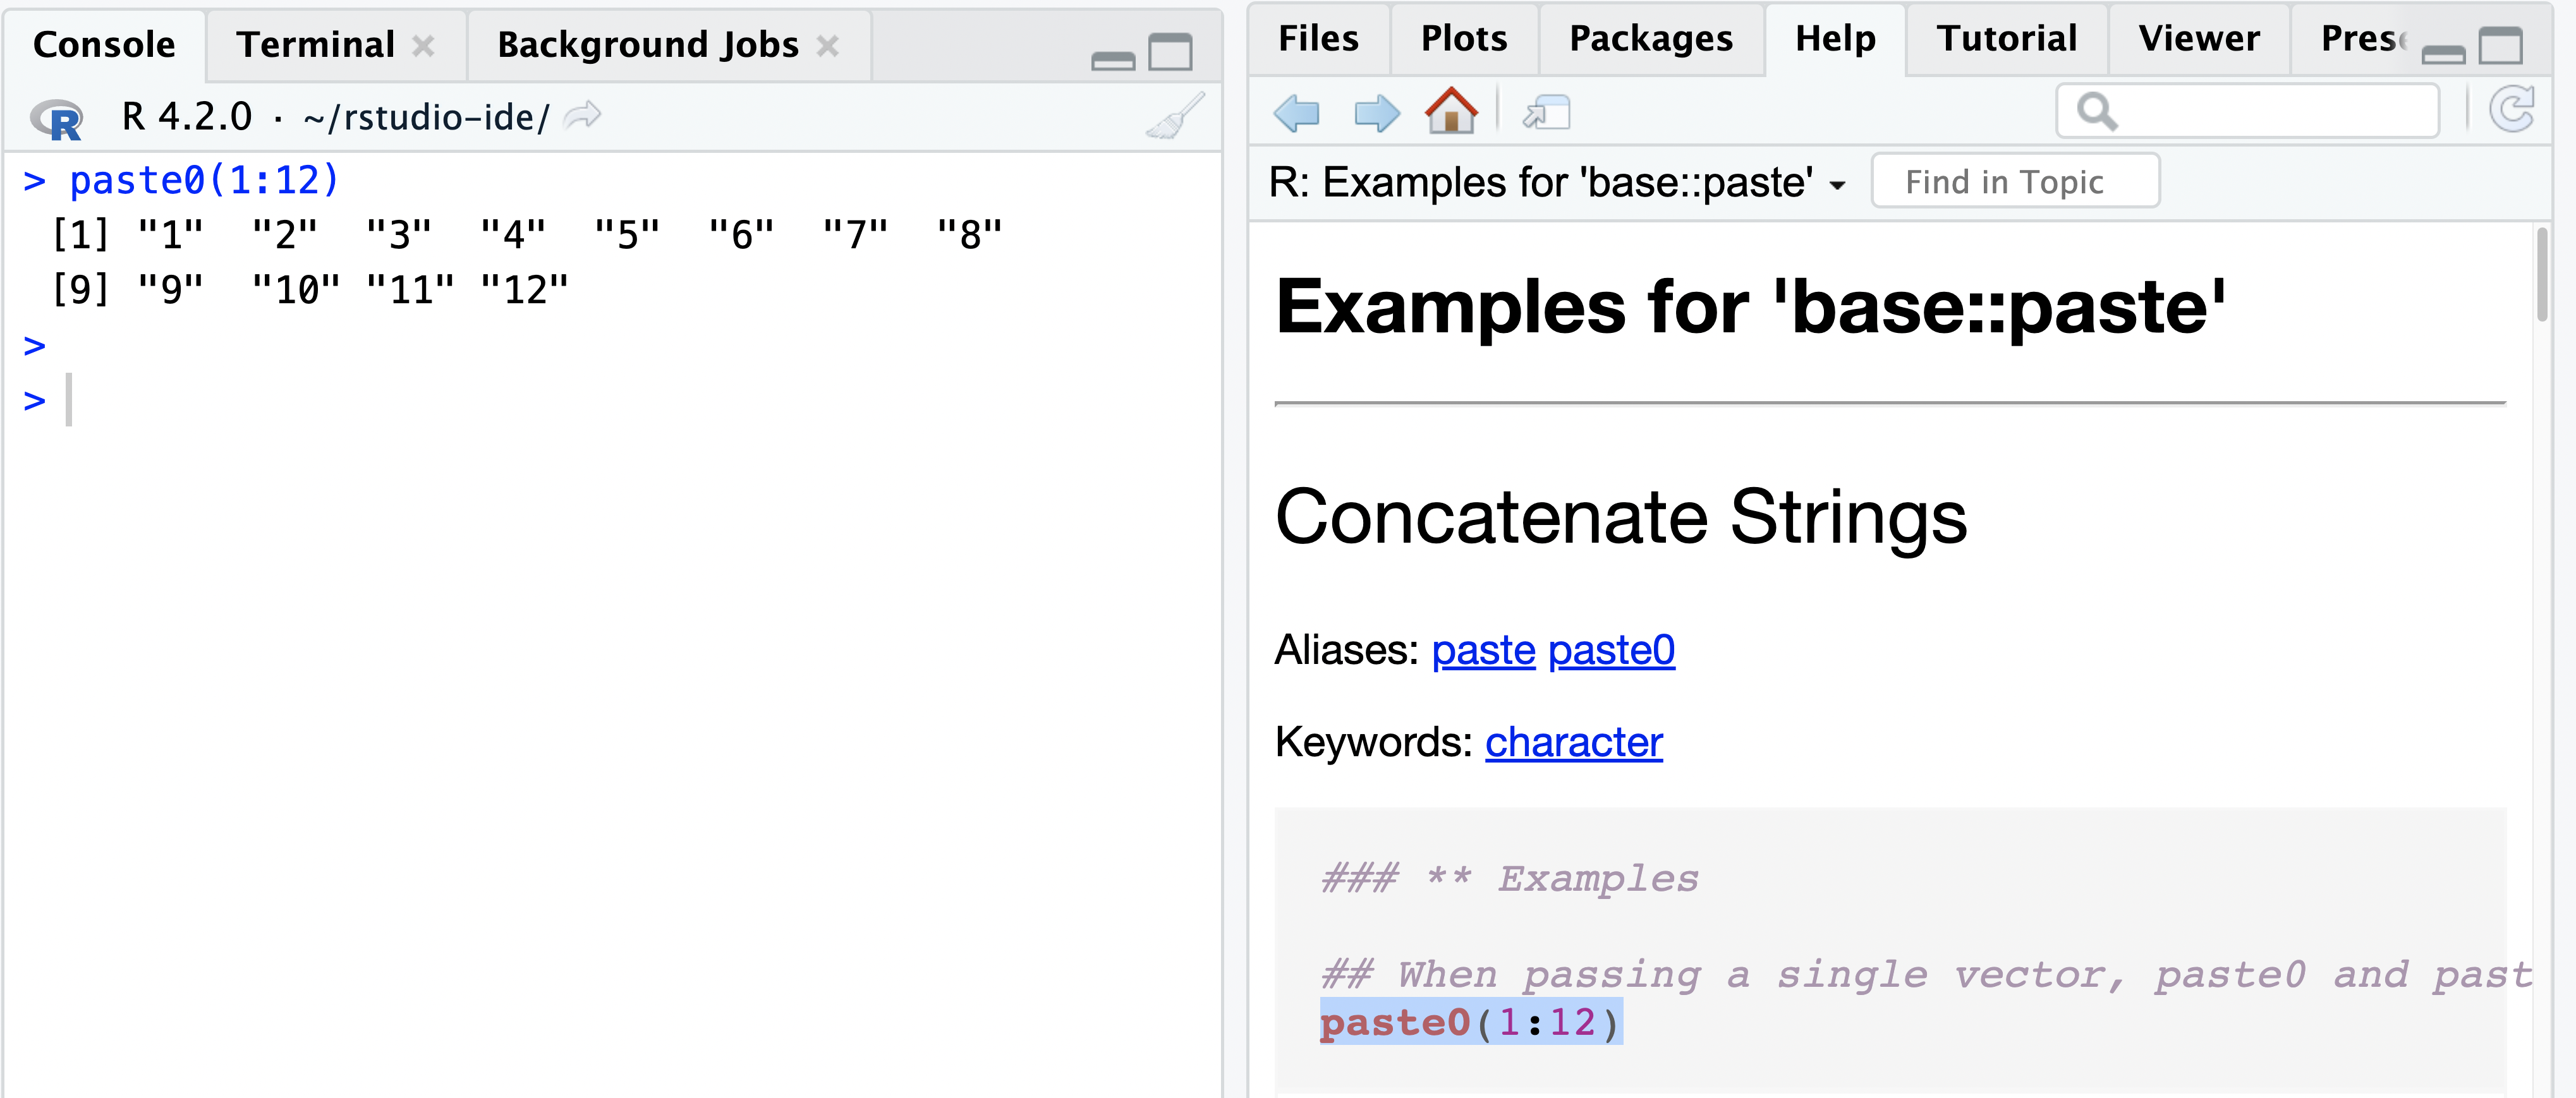 Console Terminal Background Jobs
R 4.2.0 · ~/rstudio-ide/
> paste0(1:12)
[1] "1" "2" "3" "4" "5" "6" "7" "8"
[9] "9" "10" "11" "12"
>
>
Files Plots Packages Help Tutorial Viewer Prese
R: Examples for 'base::paste' Find in Topic
Examples for 'base::paste'
Concatenate Strings
Aliases: paste paste0
Keywords: character
### ** Examples
## When passing a single vector, paste0 and past
paste0(1:12)